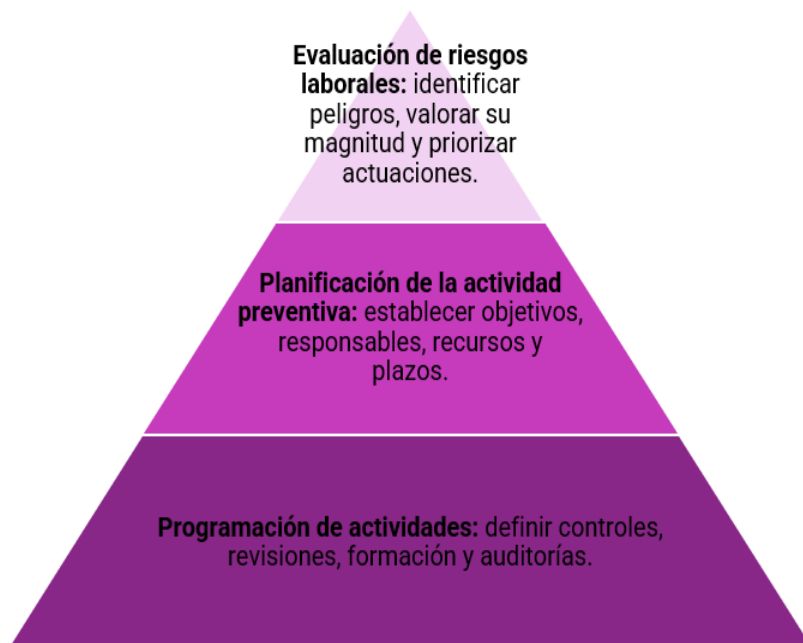 Evaluación de riesgos
laborales: identificar
peligros, valorar su
magnitud y priorizar
actuaciones.
Planificación de la actividad
preventiva: establecer objetivos,
responsables, recursos y
plazos.
Programación de actividades: definir controles,
revisiones, formación y auditorías.